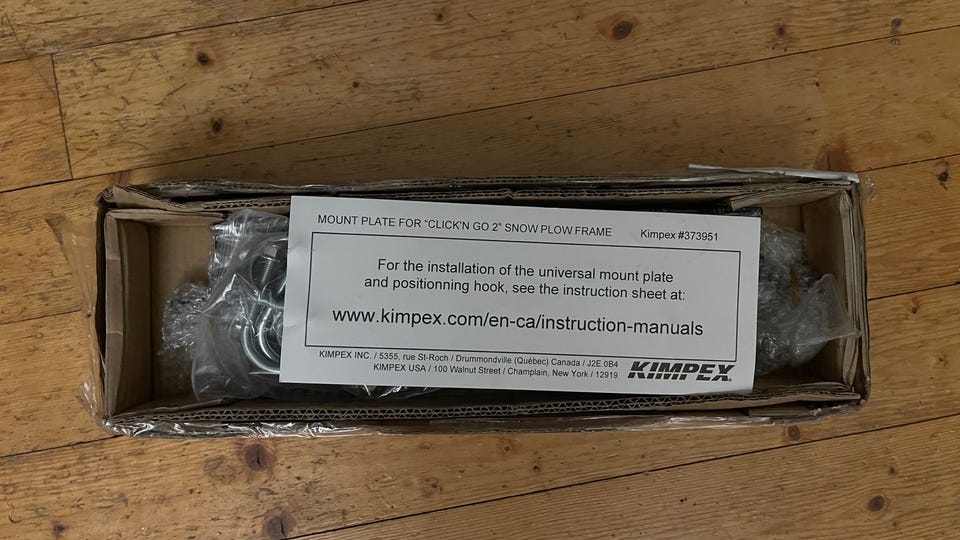 MOUNT PLATE FOR "CLICK'N GO 2" SNOW PLOW FRAME Kimpex #373951
For the installation of the universal mount plate
and positionning hook, see the instruction sheet at:
www.kimpex.com/en-ca/instruction-manuals
KIMPEX INC. / 5355, rue St-Roch / Drummondville (Québec) Canada / J2E 0B4
KIMPEX USA / 100 Walnut Street / Champlain, New York / 12919
KIMPEX.